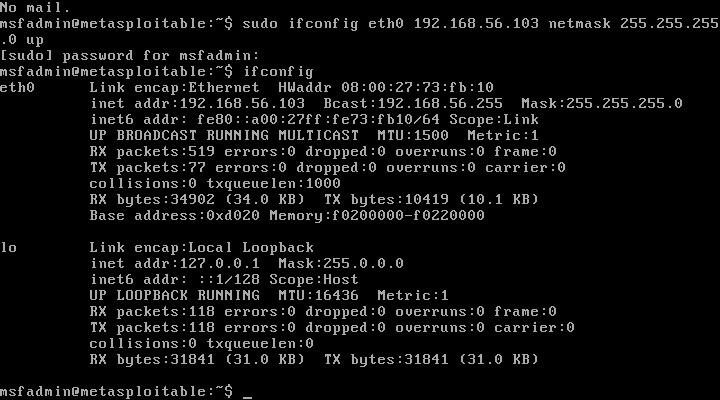 No mail.
msfadmin@metasploitable:~$ sudo ifconfig eth0 192.168.56.103 netmask 255.255.255
.0 up
[sudo] password for msfadmin:
msfadmin@metasploitable:~$ ifconfig
eth0      Link encap:Ethernet  HWaddr 08:00:27:73:fb:10
          inet addr:192.168.56.103  Bcast:192.168.56.255  Mask:255.255.255.0
          inet6 addr: fe80::a00:27ff:fe73:fb10/64 Scope:Link
          UP BROADCAST RUNNING MULTICAST  MTU:1500  Metric:1
          RX packets:519 errors:0 dropped:0 overruns:0 frame:0
          TX packets:77 errors:0 dropped:0 overruns:0 carrier:0
          collisions:0 txqueuelen:1000
          RX bytes:34902 (34.0 KB)  TX bytes:10419 (10.1 KB)
          Base address:0xd020 Memory:f0200000-f0220000

lo        Link encap:Local Loopback
          inet addr:127.0.0.1  Mask:255.0.0.0
          inet6 addr: ::1/128 Scope:Host
          UP LOOPBACK RUNNING  MTU:16436  Metric:1
          RX packets:118 errors:0 dropped:0 overruns:0 frame:0
          TX packets:118 errors:0 dropped:0 overruns:0 carrier:0
          collisions:0 txqueuelen:0
          RX bytes:31841 (31.0 KB)  TX bytes:31841 (31.0 KB)

msfadmin@metasploitable:~$ _